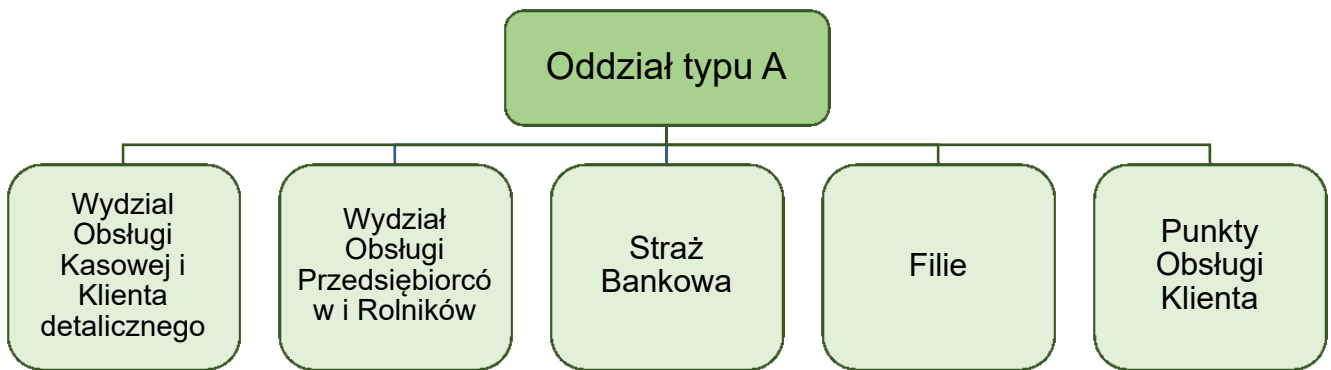 Oddział typu A
Wydzial
Obsługi
Kasowej i
Klienta
detalicznego
Wydział
Obsługi
Przedsiębiorcó
w i Rolników
Straż
Bankowa
Filie
Punkty
Obsługi
Klienta